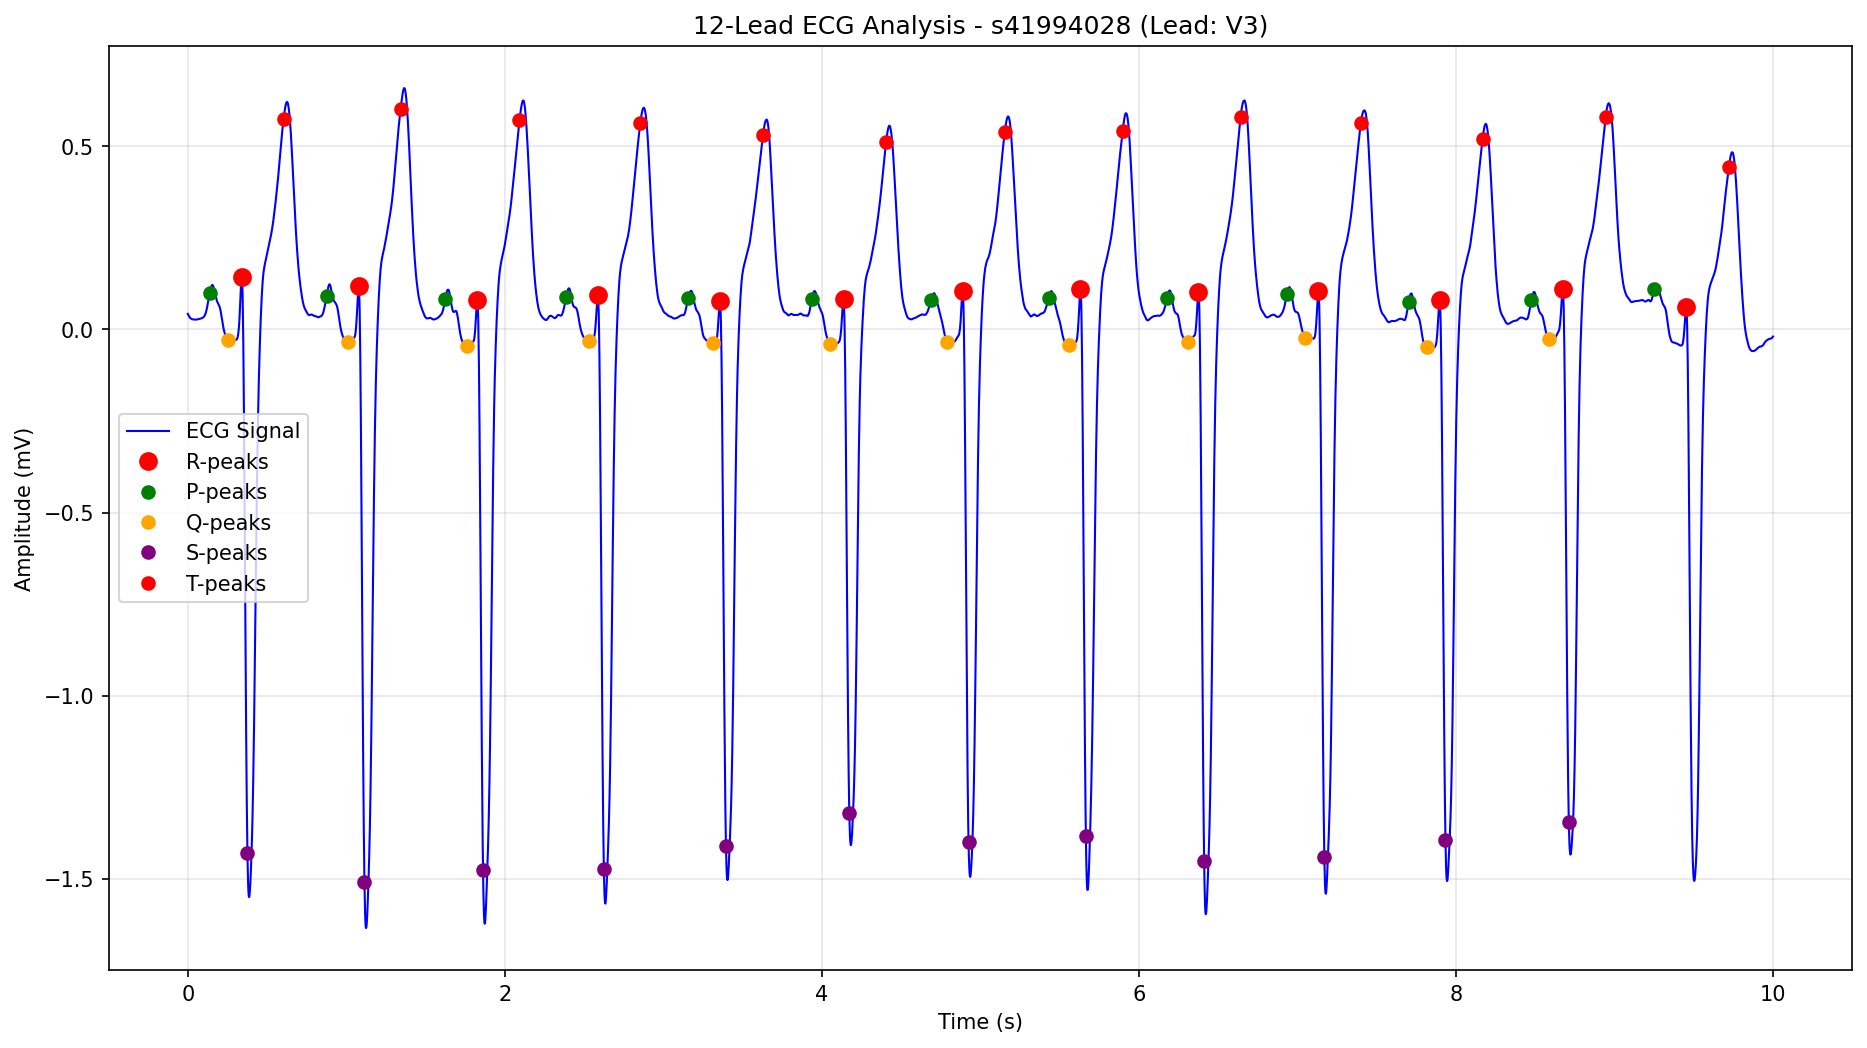 12-Lead ECG Analysis - s41994028 (Lead: V3)
Amplitude (mV)
0.5
0.0
−0.5
−1.0
−1.5
ECG Signal
R-peaks
P-peaks
Q-peaks
S-peaks
T-peaks
0 2 4 6 8 10
Time (s)